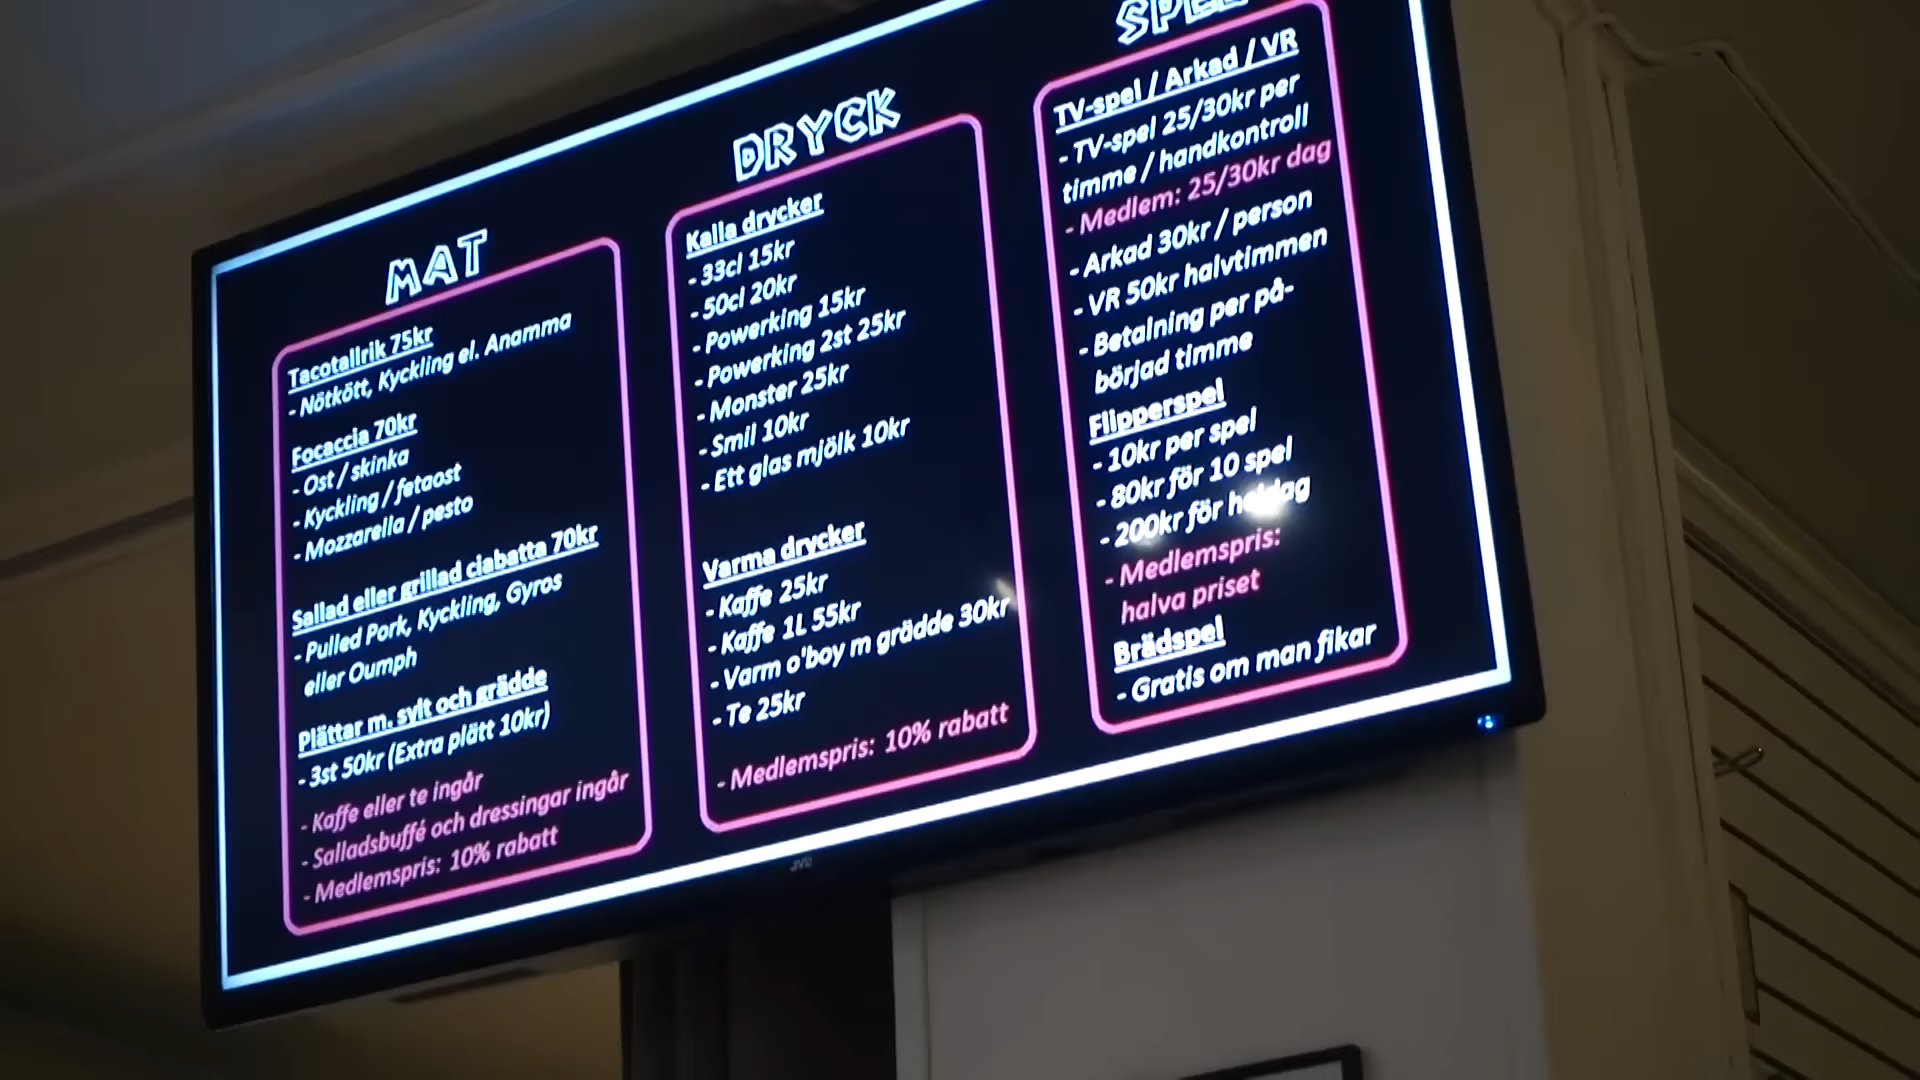 MAT
Tacotallrik 75kr
- Nötkött, Kyckling el. Anamma
Focaccia 70kr
- Ost / skinka
- Kyckling / fetaost
- Mozzarella / pesto
Sallad eller grillad ciabatta 70kr
- Pulled Pork, Kyckling, Gyros
eller Oumph
Plättar m. sylt och grädde
- 3st 50kr (Extra plätt 10kr)
- Kaffe eller te ingår
- Salladsbuffé och dressingar ingår
- Medlemspris: 10% rabatt
DRYCK
Kalla drycker
- 33cl 15kr
- 50cl 20kr
- Powerking 15kr
- Powerking 2st 25kr
- Monster 25kr
- Smil 10kr
- Ett glas mjölk 10kr
Varma drycker
- Kaffe 25kr
- Kaffe 1L 55kr
- Varm o'boy m grädde 30kr
- Te 25kr
- Medlemspris: 10% rabatt
SPEL
TV-spel / Arkad / VR
- TV-spel 25/30kr per
timme / handkontroll
- Medlem: 25/30kr dag
- Arkad 30kr / person
- VR 50kr halvtimmen
- Betalning per på-
börjad timme
Flipperspel
- 10kr per spel
- 80kr för 10 spel
- 200kr för heldag
- Medlemspris:
halva priset
Brädspel
- Gratis om man fikar
JVC